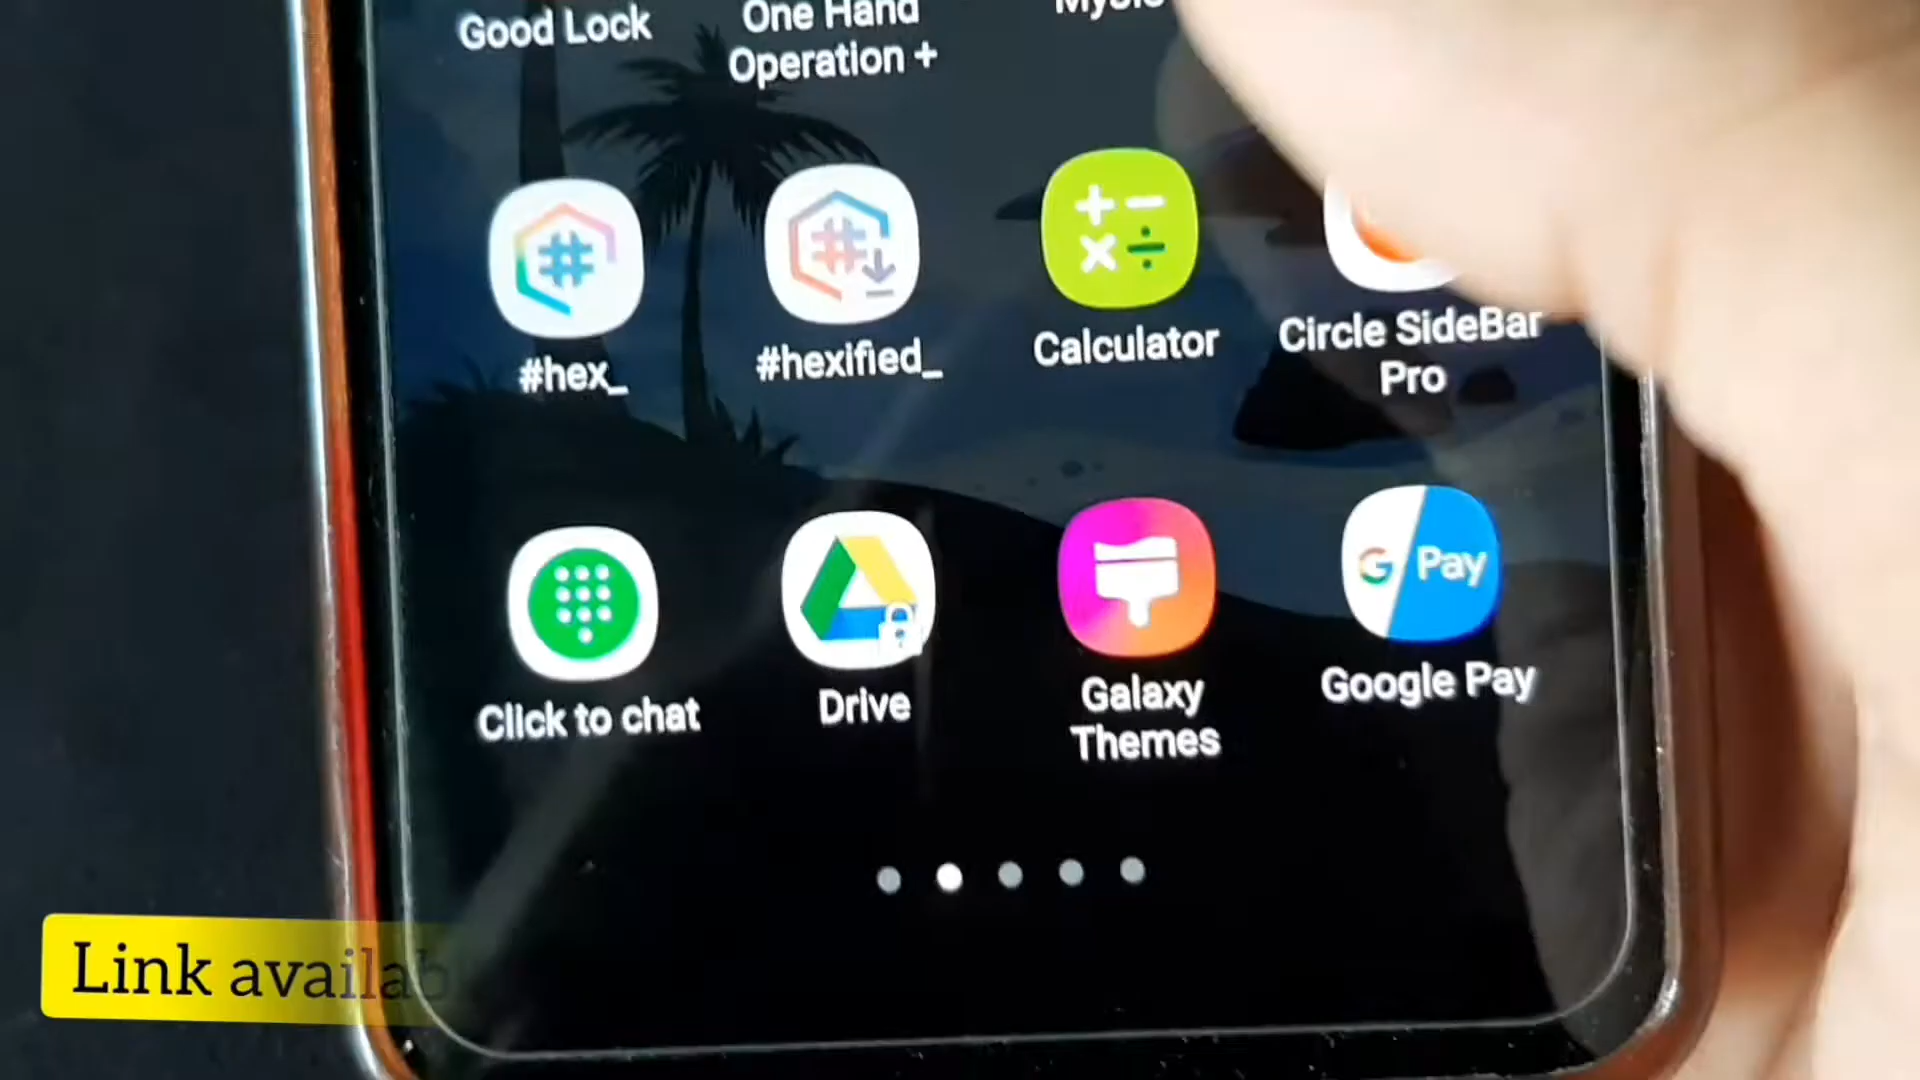 Good Lock
One Hand
Operation +
#hex_
#hexified_
Calculator
Circle SideBar
Pro
Pay
Click to chat
Drive
Galaxy
Themes
Google Pay
Link availab